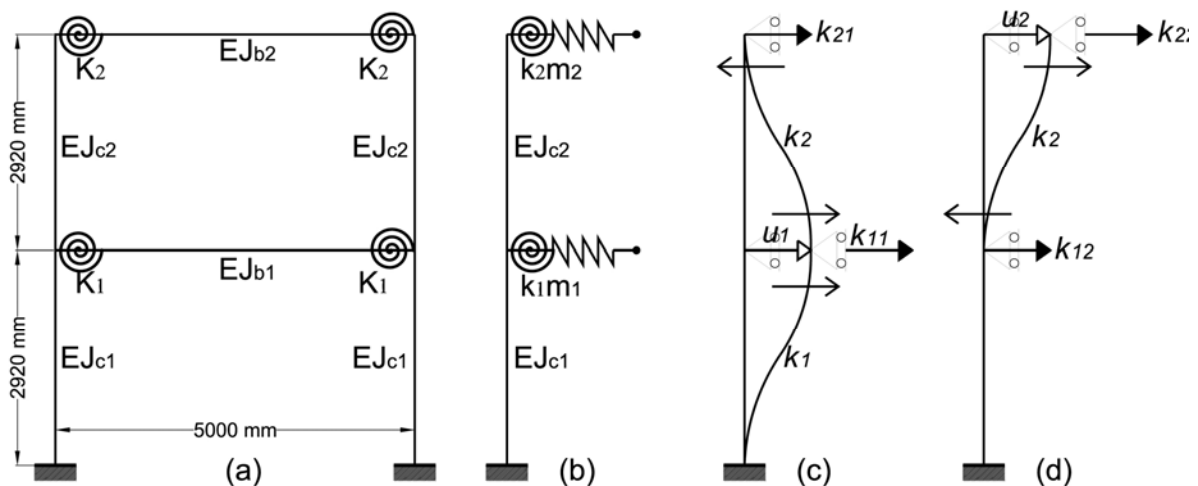 EJb2
K2
K2
2920 mm
EJc2
EJc2
EJb1
K1
K1
2920 mm
EJc1
EJc1
5000 mm
(a)
k2m2
EJc2
k1m1
EJc1
(b)
k21
k2
u1
k11
k1
(c)
u2
k22
k2
k12
(d)